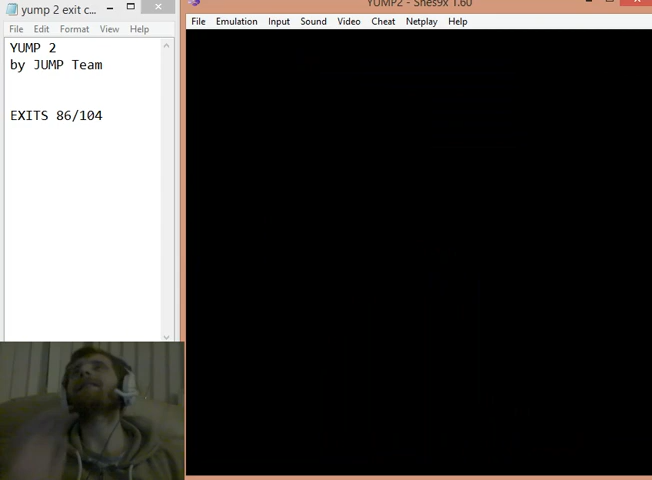 yump 2 exit c...
File Edit Format View Help
YUMP 2
by JUMP Team
EXITS 86/104
YUMP2 - Snes9x 1.60
File Emulation Input Sound Video Cheat Netplay Help